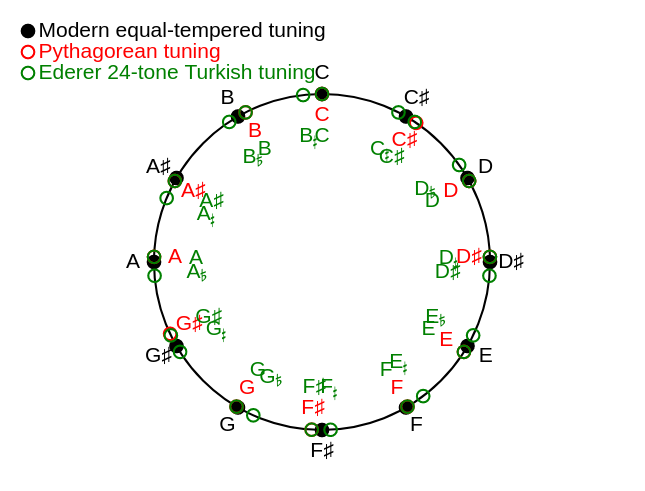 Modern equal-tempered tuning
Pythagorean tuning
Ederer 24-tone Turkish tuning
C
B
C♯
C
B
C♯
B𝄲
C
B
B𝄳
C𝄲
C♯
A♯
D
A♯
D
D𝄳
A♯
D
A𝄲
A
A
A
D𝄲
D♯
D♯
A𝄳
D♯
G♯
G♯
G𝄲
E𝄳
E
E
G♯
E
G
G𝄳
E𝄲
F
G
F♯
F𝄲
F
F♯
G
F
F♯